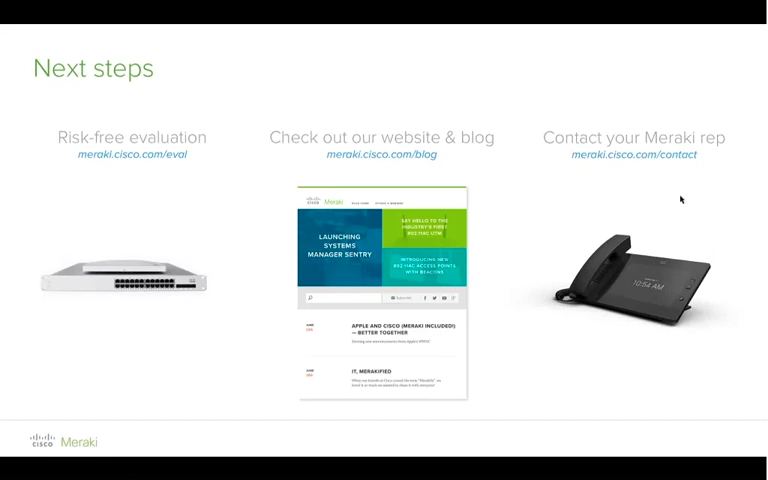 Next steps
Risk-free evaluation
meraki.cisco.com/eval
Check out our website & blog
meraki.cisco.com/blog
Contact your Meraki rep
meraki.cisco.com/contact
CISCO Meraki
LAUNCHING
SYSTEMS
MANAGER SENTRY
SAY HELLO TO THE
INDUSTRY'S FIRST
802.11AC UTM
INTRODUCING NEW
802.11AC ACCESS POINTS
WITH BEACONS
Subscribe
APPLE AND CISCO (MERAKI INCLUDED!)
— BETTER TOGETHER
IT, MERAKIFIED
10:54 AM
CISCO Meraki